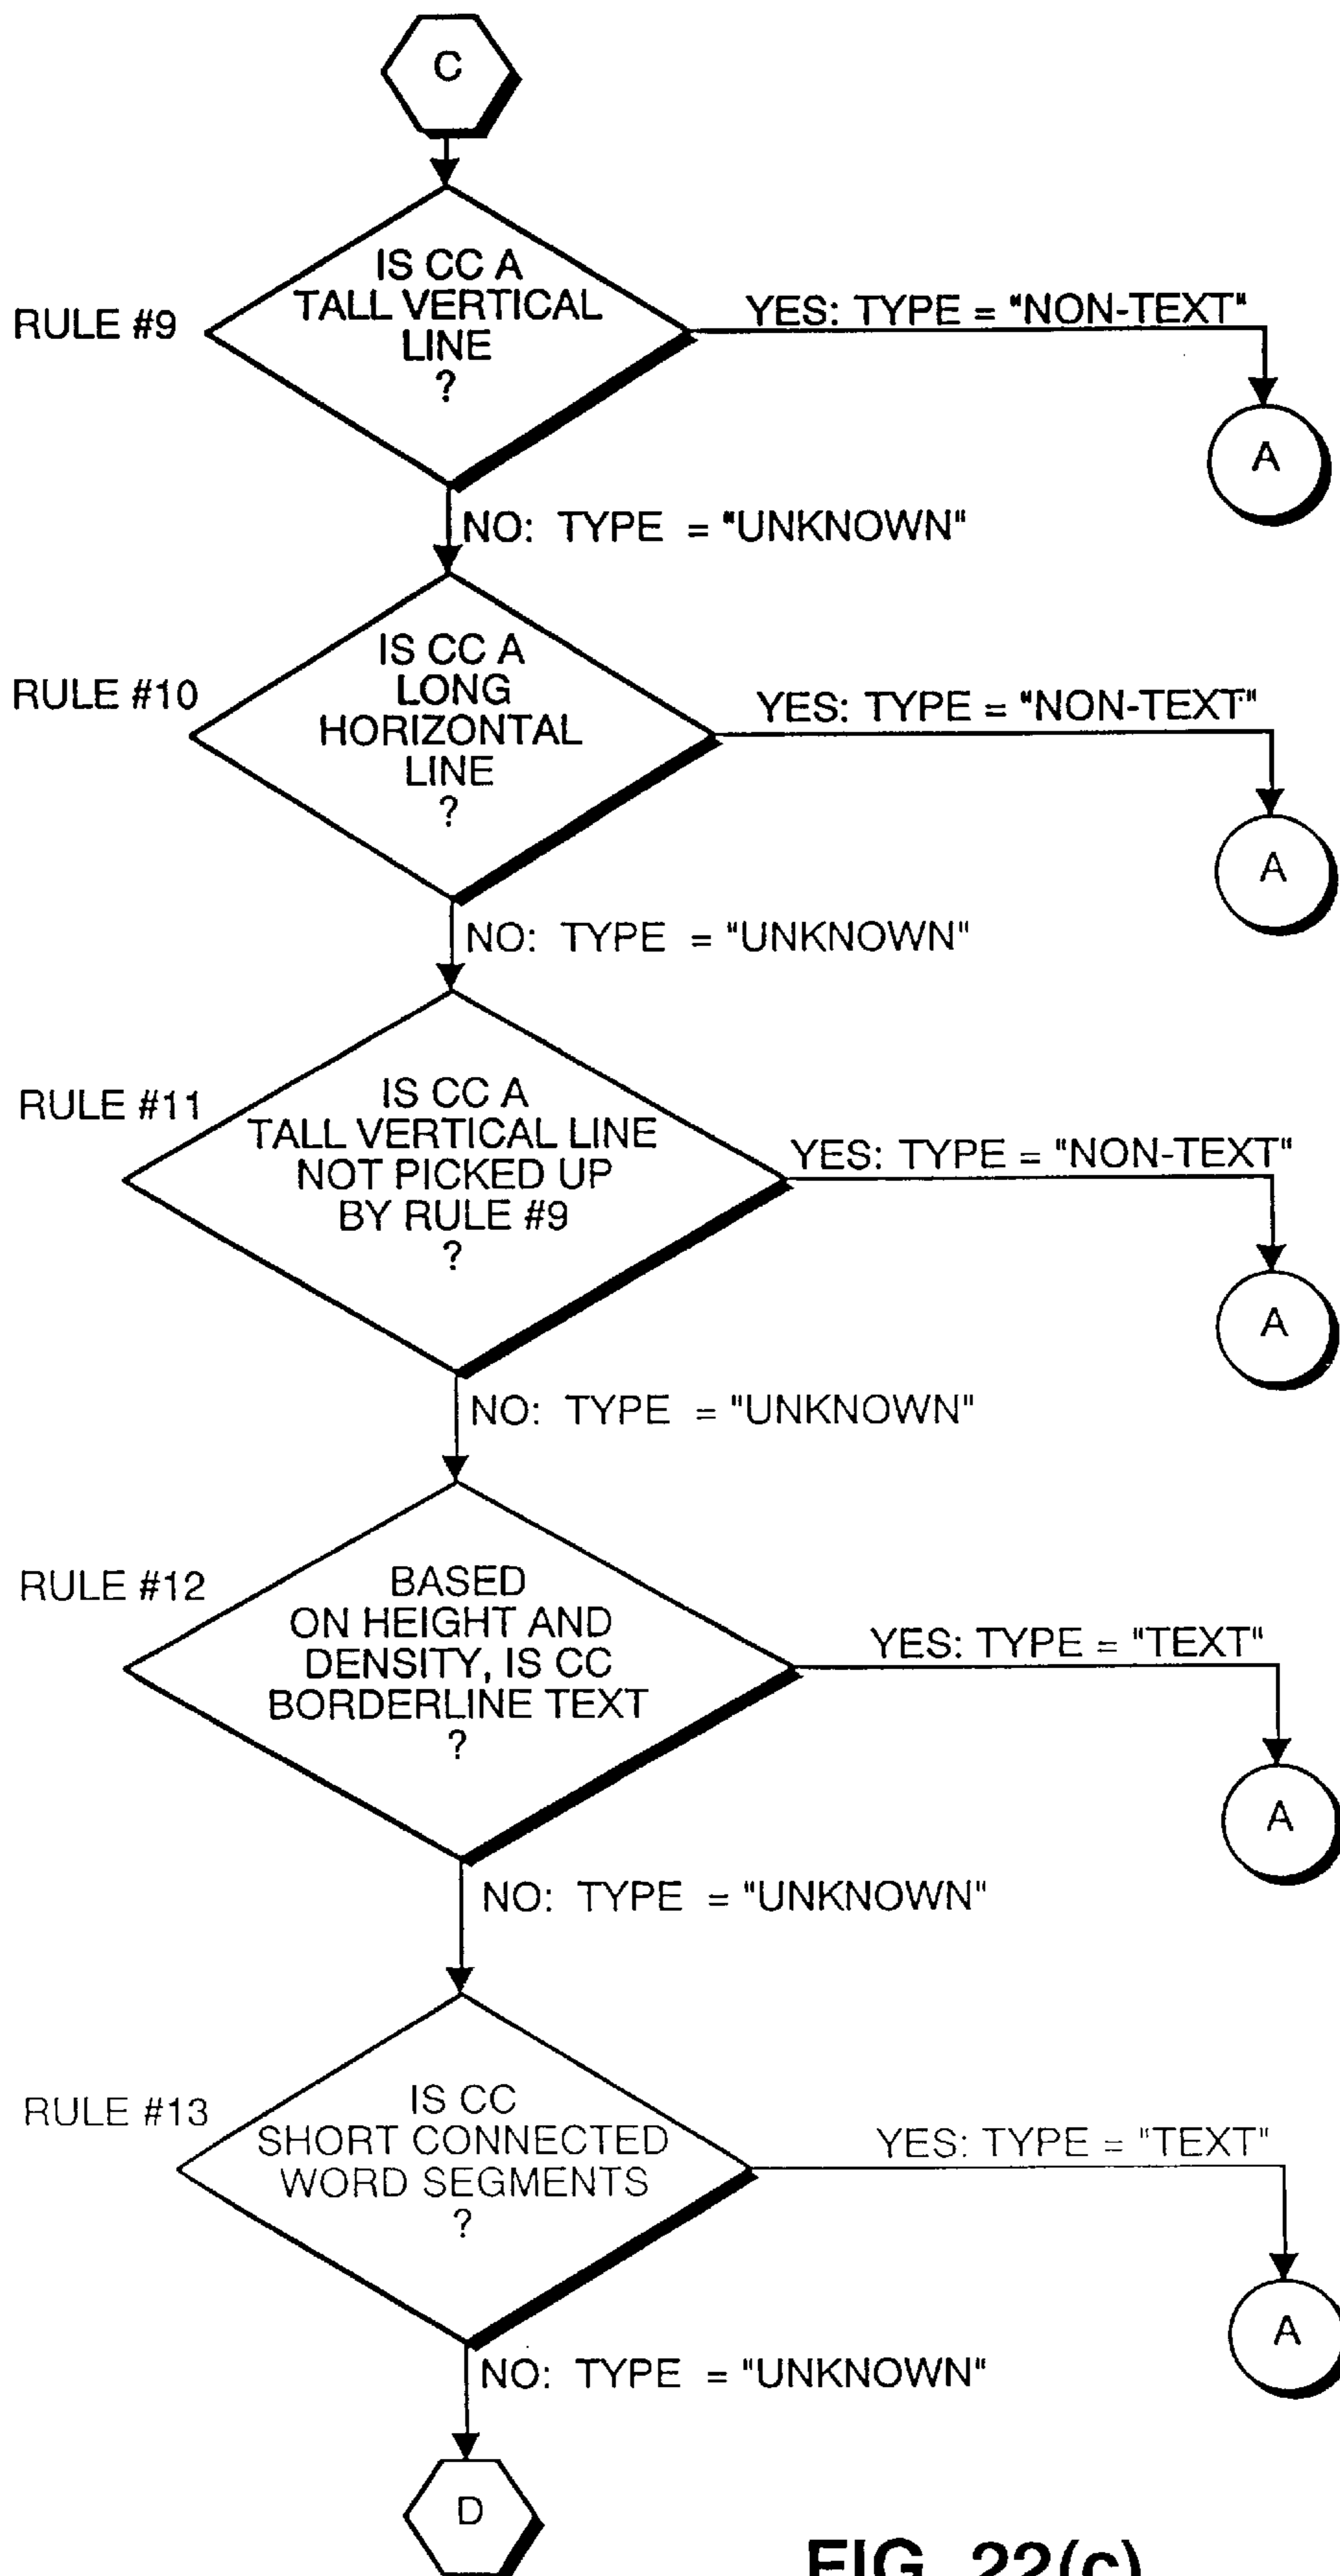 C
IS CC A
TALL VERTICAL
LINE
?
RULE #9
YES: TYPE = "NON-TEXT"
A
NO: TYPE = "UNKNOWN"
IS CC A
LONG
HORIZONTAL
LINE
?
RULE #10
YES: TYPE = "NON-TEXT"
A
NO: TYPE = "UNKNOWN"
IS CC A
TALL VERTICAL LINE
NOT PICKED UP
BY RULE #9
?
RULE #11
YES: TYPE = "NON-TEXT"
A
NO: TYPE = "UNKNOWN"
BASED
ON HEIGHT AND
DENSITY, IS CC
BORDERLINE TEXT
?
RULE #12
YES: TYPE = "TEXT"
A
NO: TYPE = "UNKNOWN"
IS CC
SHORT CONNECTED
WORD SEGMENTS
?
RULE #13
YES: TYPE = "TEXT"
A
NO: TYPE = "UNKNOWN"
D
FIG. 22(c)